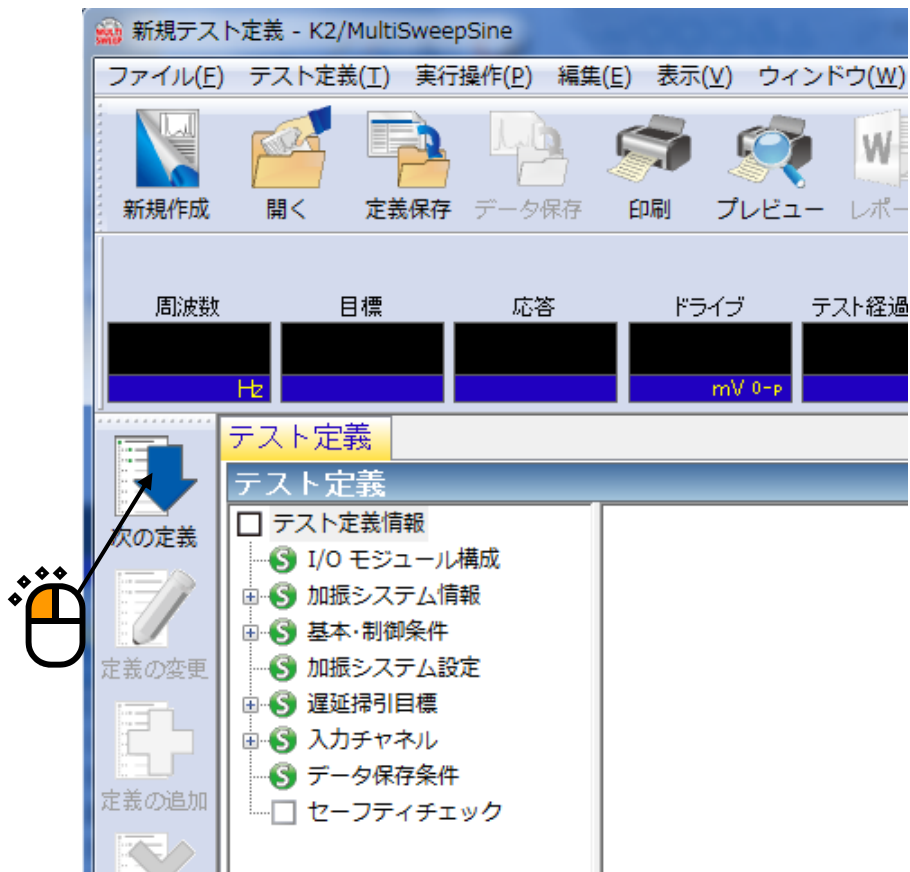 新規テスト定義 - K2/MultiSweepSine
ファイル(F) テスト定義(T) 実行操作(P) 編集(E) 表示(V) ウィンドウ(W)
新規作成 開く 定義保存 データ保存 印刷 プレビュー レポー
周波数 目標 応答 ドライブ テスト経過
Hz mV 0-p
テスト定義
テスト定義
次の定義
定義の変更
定義の追加
テスト定義情報
I/O モジュール構成
加振システム情報
基本・制御条件
加振システム設定
遅延掃引目標
入力チャネル
データ保存条件
セーフティチェック